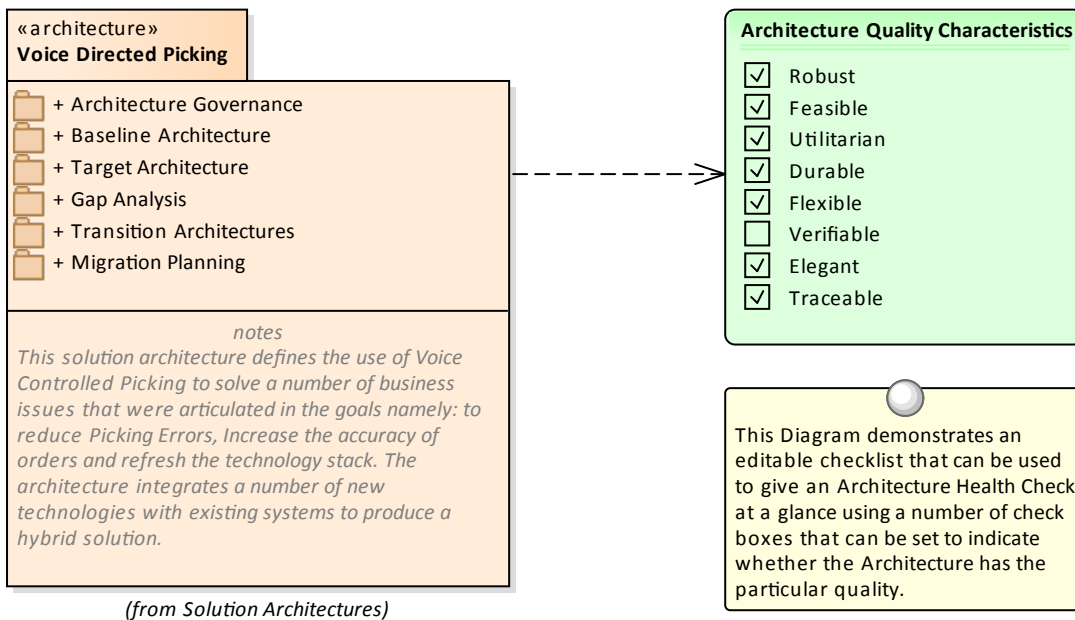 «architecture»
Voice Directed Picking
+ Architecture Governance
+ Baseline Architecture
+ Target Architecture
+ Gap Analysis
+ Transition Architectures
+ Migration Planning
notes
This solution architecture defines the use of Voice
Controlled Picking to solve a number of business
issues that were articulated in the goals namely: to
reduce Picking Errors, Increase the accuracy of
orders and refresh the technology stack. The
architecture integrates a number of new
technologies with existing systems to produce a
hybrid solution.
(from Solution Architectures)
Architecture Quality Characteristics
Robust
Feasible
Utilitarian
Durable
Flexible
Verifiable
Elegant
Traceable
This Diagram demonstrates an
editable checklist that can be used
to give an Architecture Health Check
at a glance using a number of check
boxes that can be set to indicate
whether the Architecture has the
particular quality.